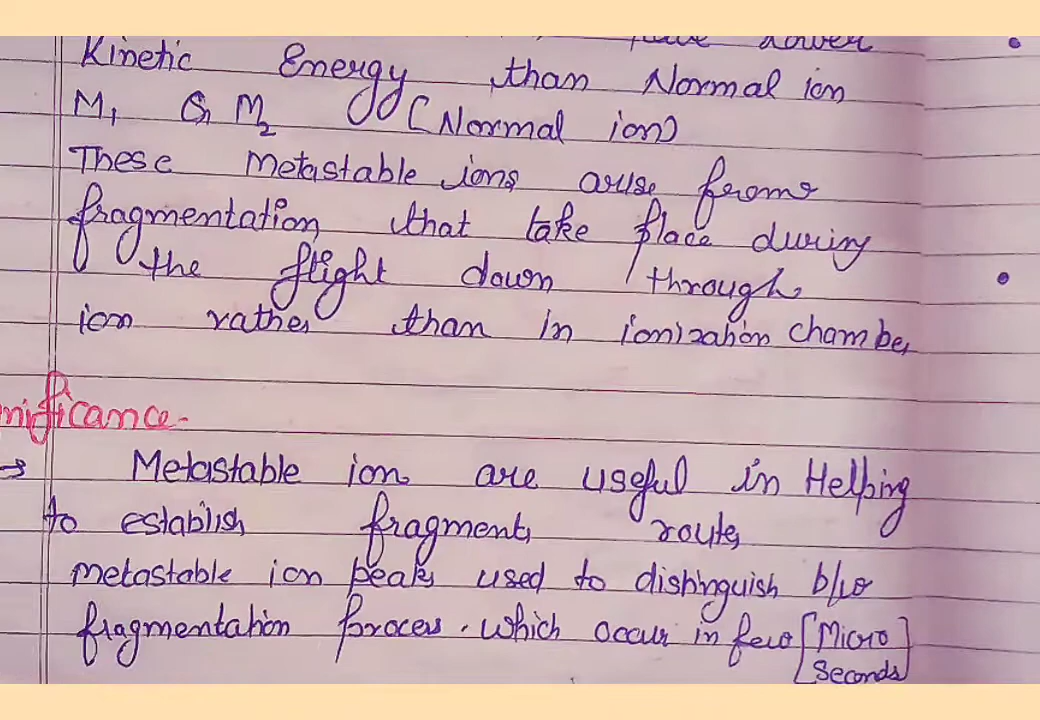 have lower
Kinetic Energy than Normal ion
M₁ & M₂ (Normal ion)
These metastable ions arise from
fragmentation that take place during
the flight down through
ion rather than in ionization chamber
nificance-
→ Metastable ion are useful in Helping
to establish fragment route
metastable ion peaks used to distinguish b/w
fragmentation process. which occur in few [Micro
Seconds]